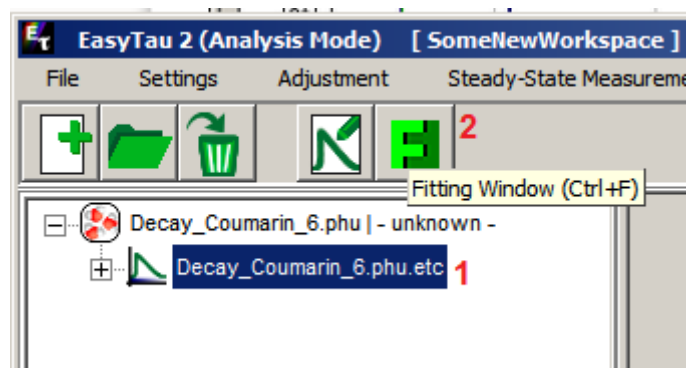 Eτ EasyTau 2 (Analysis Mode) [ SomeNewWorkspace ]
File Settings Adjustment Steady-State Measureme
2
Fitting Window (Ctrl+F)
Decay_Coumarin_6.phu | - unknown -
Decay_Coumarin_6.phu.etc 1